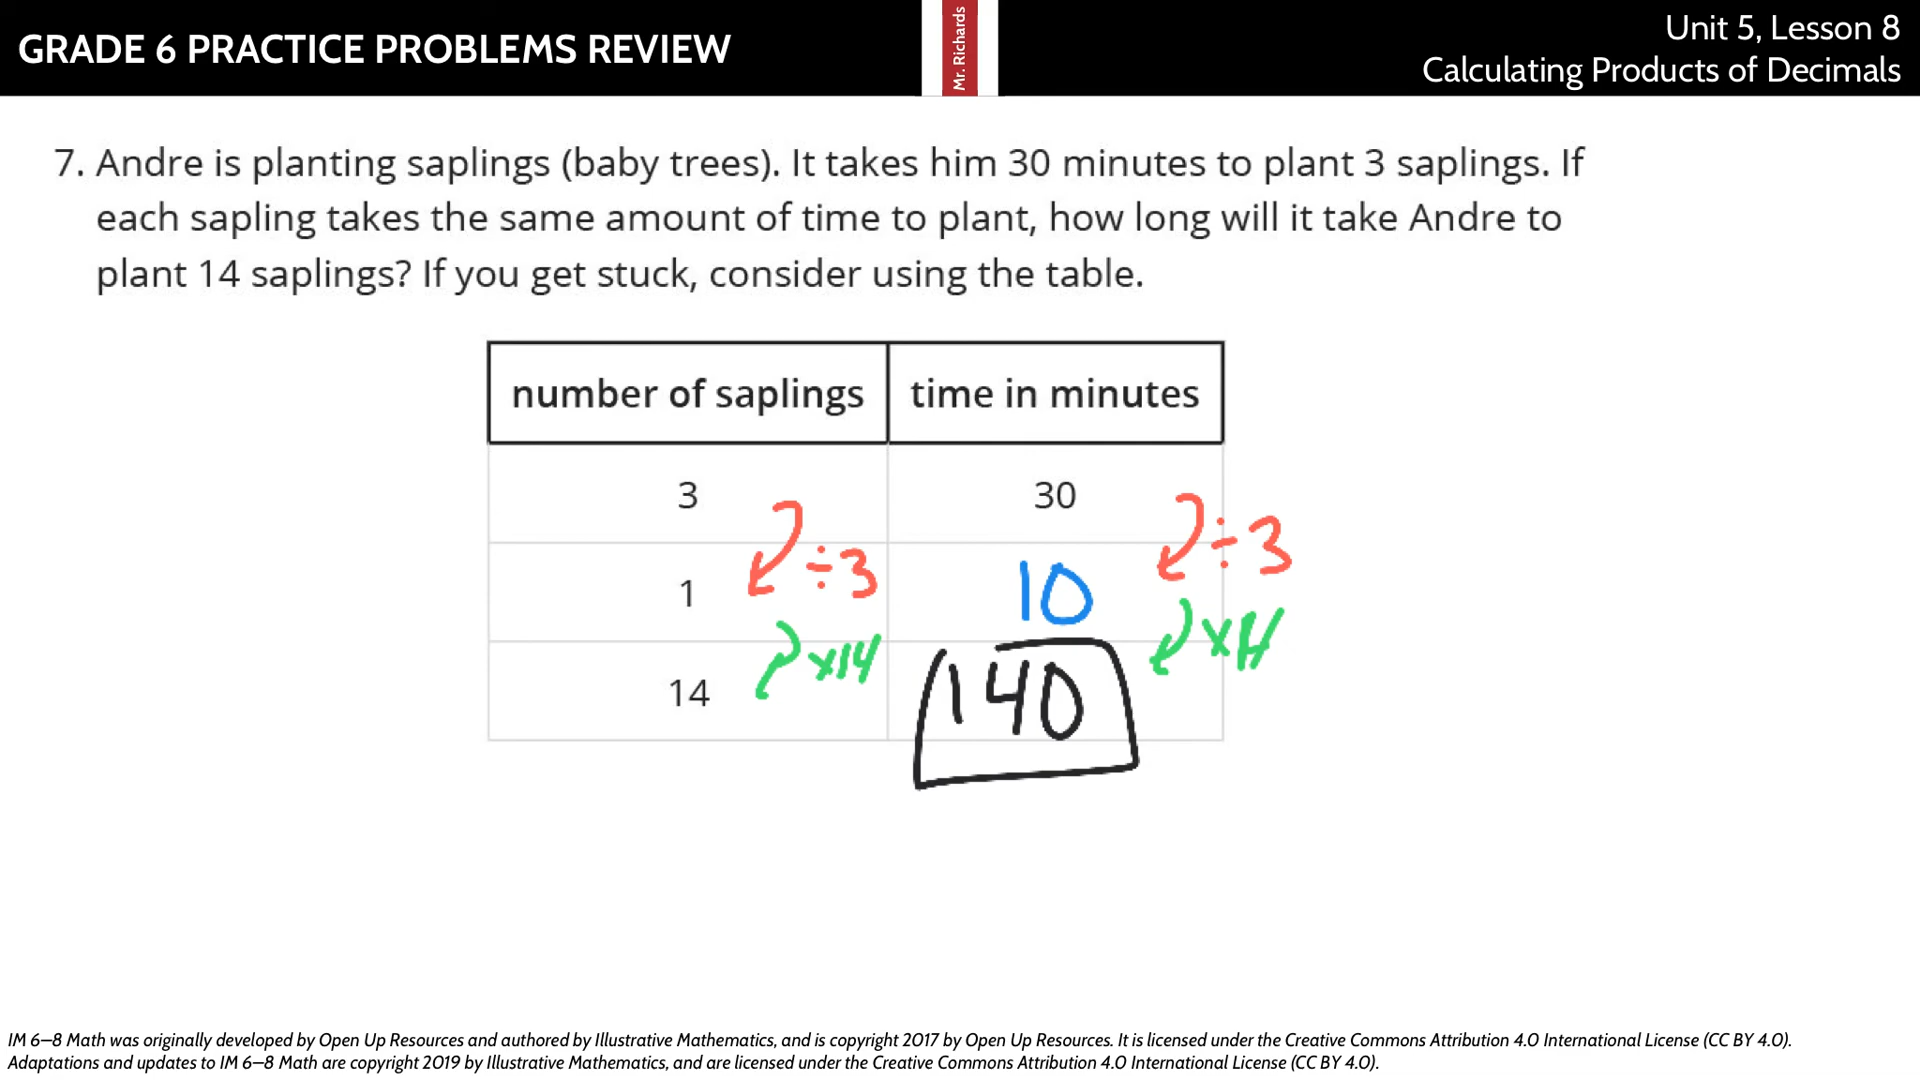 GRADE 6 PRACTICE PROBLEMS REVIEW
Mr. Richards
Unit 5, Lesson 8
Calculating Products of Decimals
7. Andre is planting saplings (baby trees). It takes him 30 minutes to plant 3 saplings. If
each sapling takes the same amount of time to plant, how long will it take Andre to
plant 14 saplings? If you get stuck, consider using the table.
number of saplings time in minutes
3 30
÷3 ÷3
1 10
x14 x14
14 140
IM 6–8 Math was originally developed by Open Up Resources and authored by Illustrative Mathematics, and is copyright 2017 by Open Up Resources. It is licensed under the Creative Commons Attribution 4.0 International License (CC BY 4.0).
Adaptations and updates to IM 6–8 Math are copyright 2019 by Illustrative Mathematics, and are licensed under the Creative Commons Attribution 4.0 International License (CC BY 4.0).